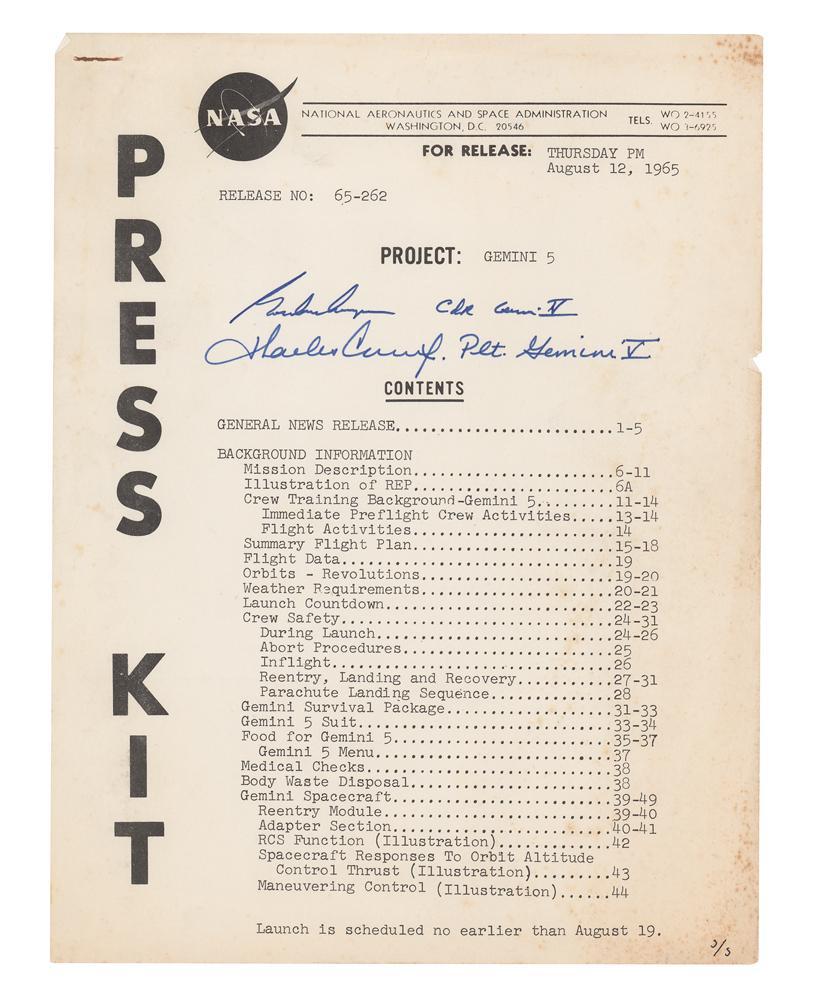 NASA
NATIONAL AERONAUTICS AND SPACE ADMINISTRATION
WASHINGTON, D.C. 20546
TELS. WO 2-4155
WO 3-6925
FOR RELEASE: THURSDAY PM
August 12, 1965
RELEASE NO: 65-262
PRESS KIT
PROJECT: GEMINI 5
CDR Gemini V
Charles Conrad Jr. Plt. Gemini V
CONTENTS
GENERAL NEWS RELEASE........................1-5
BACKGROUND INFORMATION
Mission Description......................6-11
Illustration of REP......................6A
Crew Training Background-Gemini 5........11-14
Immediate Preflight Crew Activities.....13-14
Flight Activities.......................14
Summary Flight Plan......................15-18
Flight Data..............................19
Orbits - Revolutions.....................19-20
Weather Requirements.....................20-21
Launch Countdown.........................22-23
Crew Safety..............................24-31
During Launch..........................24-26
Abort Procedures.......................25
Inflight...............................26
Reentry, Landing and Recovery..........27-31
Parachute Landing Sequence.............28
Gemini Survival Package..................31-33
Gemini 5 Suit............................33-34
Food for Gemini 5........................35-37
Gemini 5 Menu..........................37
Medical Checks...........................38
Body Waste Disposal......................38
Gemini Spacecraft........................39-49
Reentry Module.........................39-40
Adapter Section........................40-41
RCS Function (Illustration)............42
Spacecraft Responses To Orbit Altitude
Control Thrust (Illustration).........43
Maneuvering Control (Illustration)......44
Launch is scheduled no earlier than August 19.